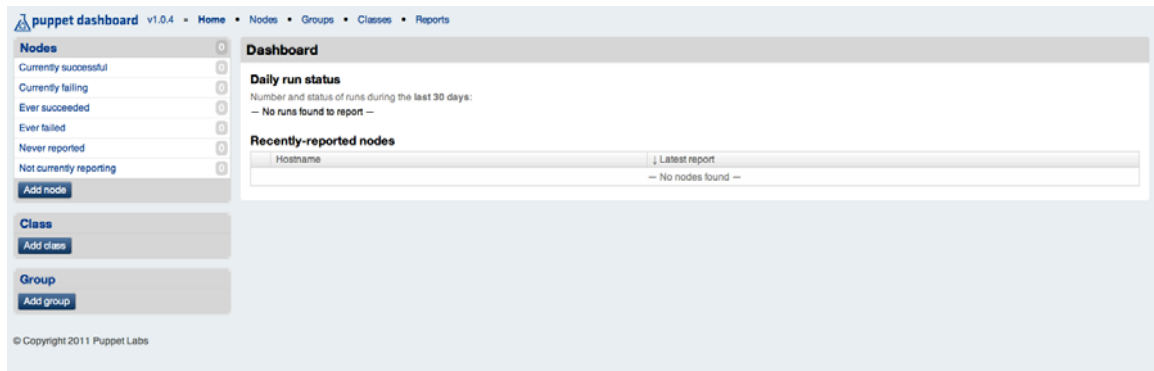 puppet dashboard v1.0.4 - Home • Nodes • Groups • Classes • Reports
Nodes 0
Currently successful 0
Currently failing 0
Ever succeeded 0
Ever failed 0
Never reported 0
Not currently reporting 0
Add node
Class
Add class
Group
Add group
© Copyright 2011 Puppet Labs
Dashboard
Daily run status
Number and status of runs during the last 30 days:
— No runs found to report —
Recently-reported nodes
Hostname ↓ Latest report
— No nodes found —